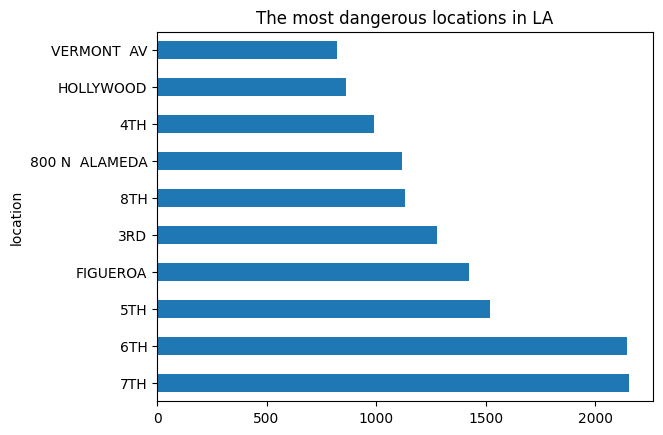 The most dangerous locations in LA
VERMONT  AV
HOLLYWOOD
4TH
800 N  ALAMEDA
8TH
3RD
FIGUEROA
5TH
6TH
7TH
location
0 500 1000 1500 2000